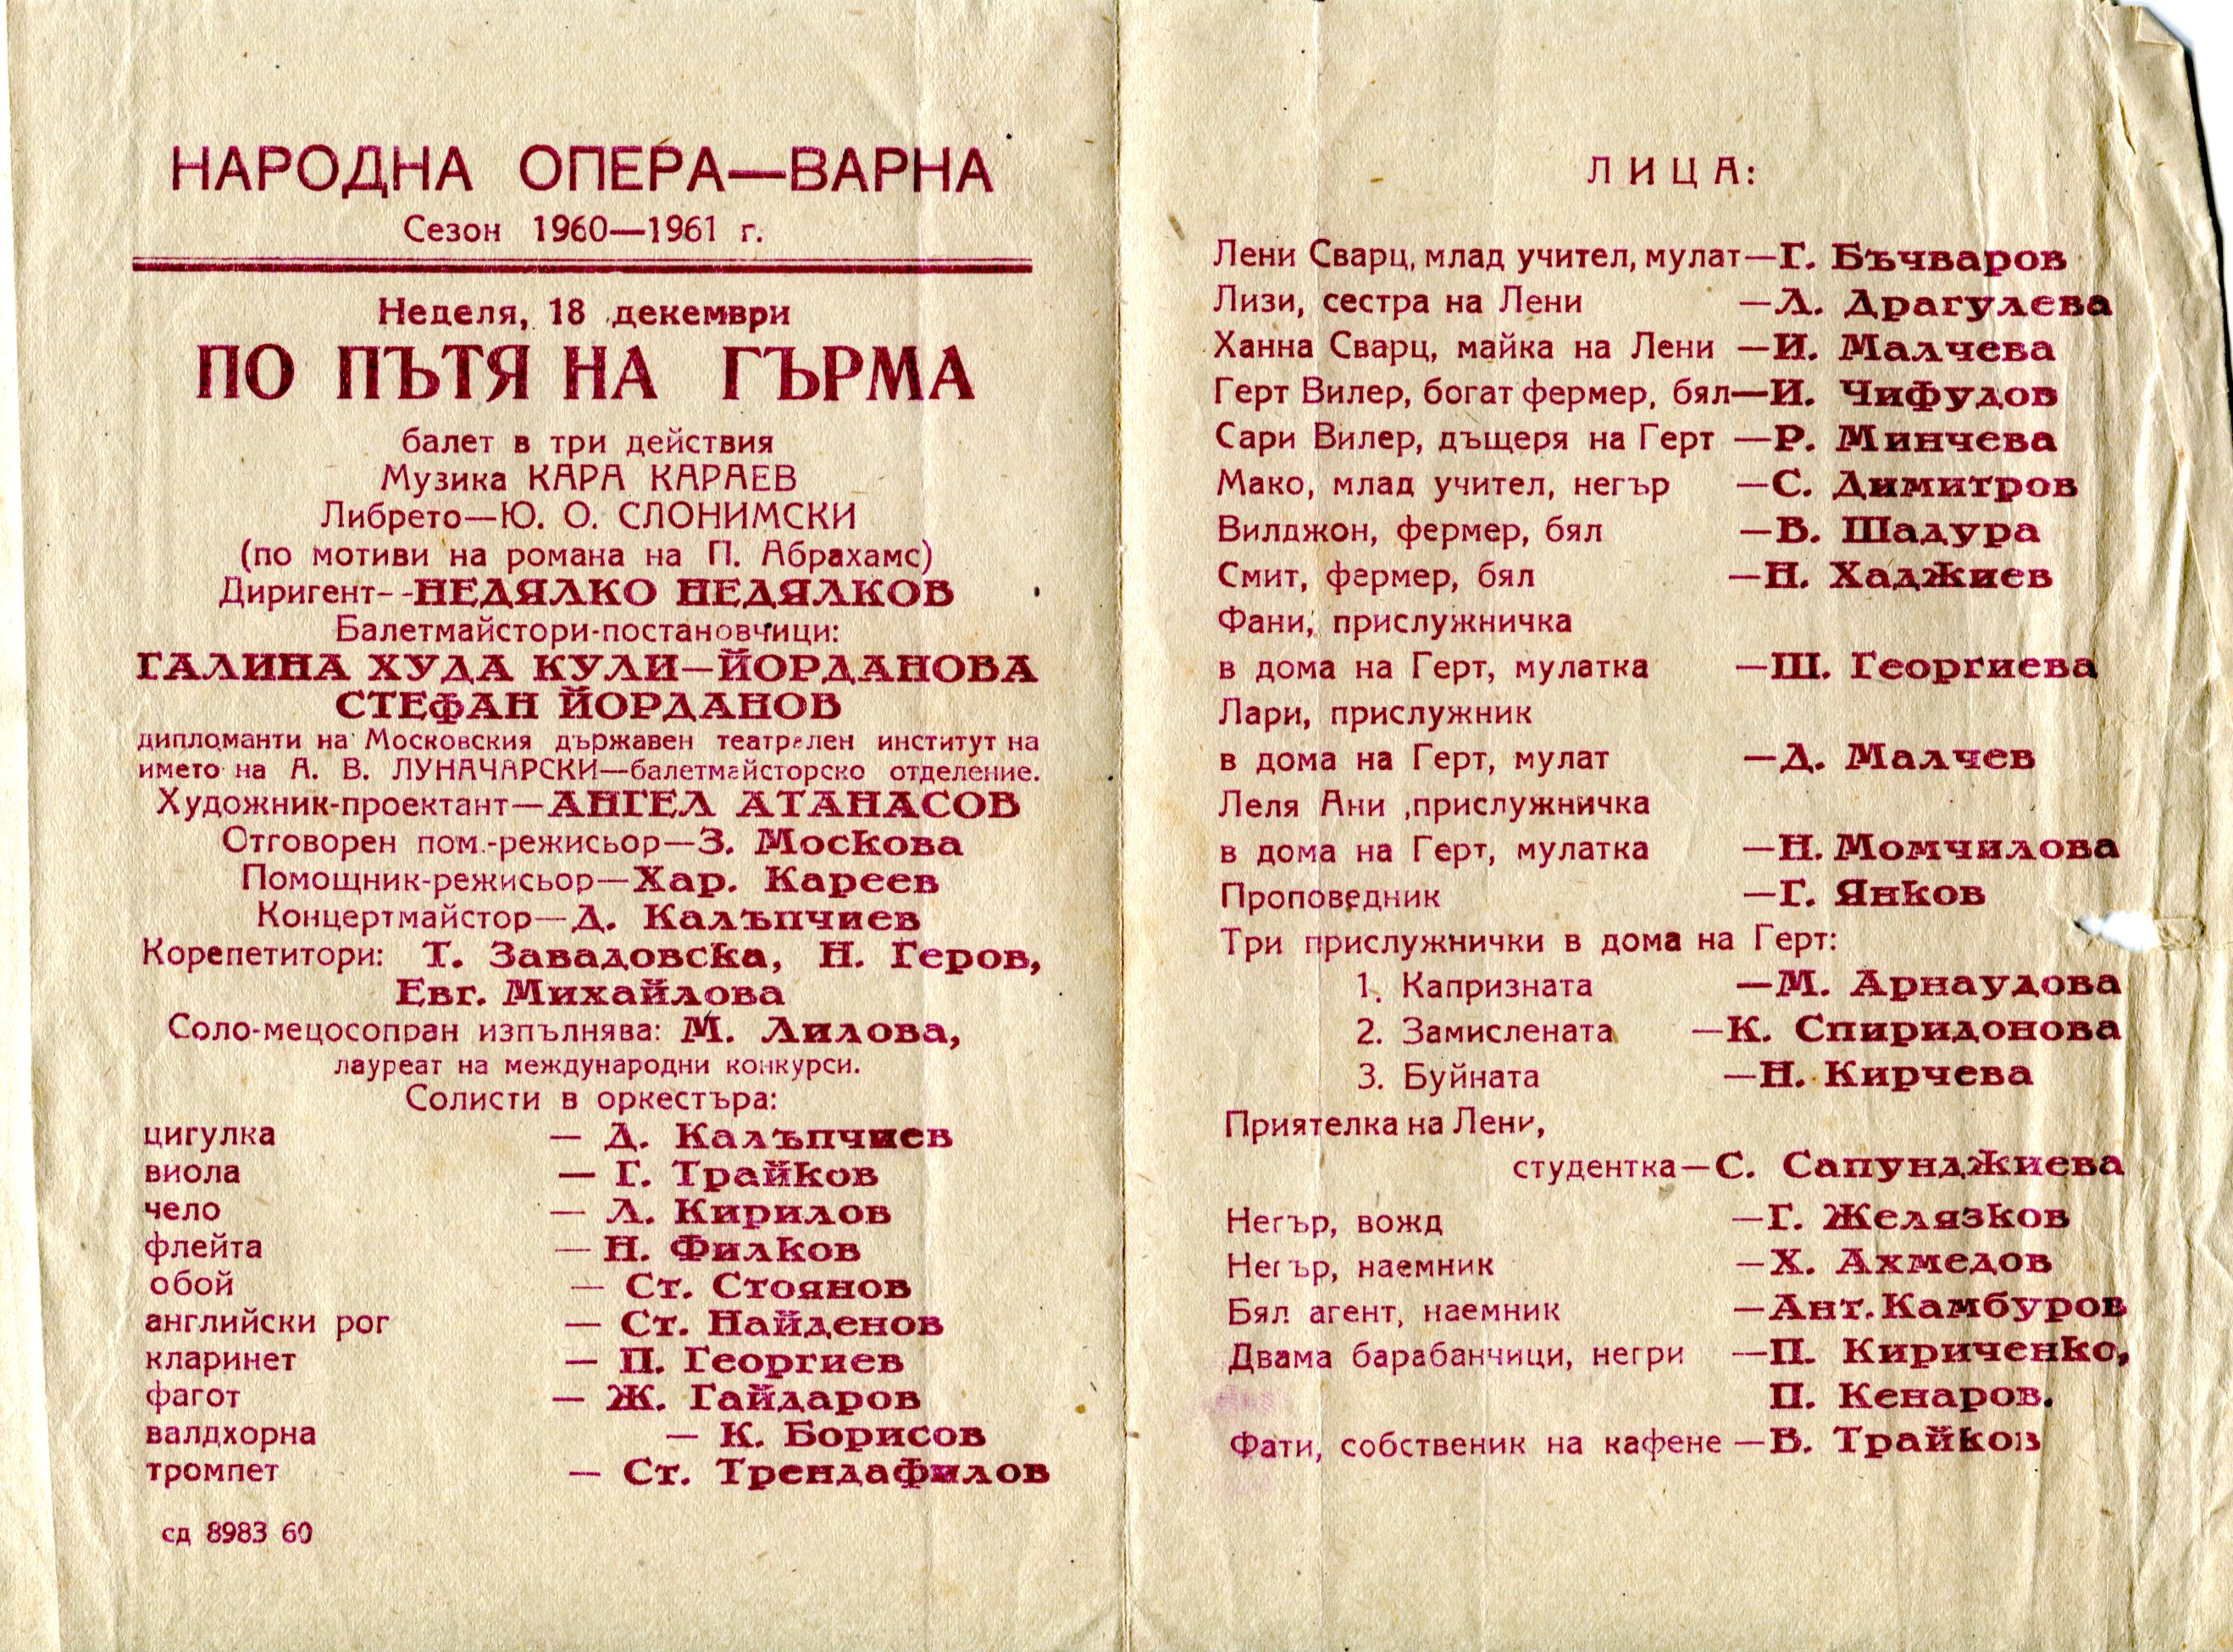 НАРОДНА ОПЕРА—ВАРНА
Сезон 1960—1961 г.
Неделя, 18 декември
ПО ПЪТЯ НА ГЪРМА
балет в три действия
Музика КАРА КАРАЕВ
Либрето—Ю. О. СЛОНИМСКИ
(по мотиви на романа на П. Абрахамс)
Диригент--НЕДЯЛКО НЕДЯЛКОВ
Балетмайстори-постановчици:
ГАЛИНА ХУДА КУЛИ—ЙОРДАНОВА
СТЕФАН ЙОРДАНОВ
дипломанти на Московския държавен театрален институт на
името на А. В. ЛУНАЧАРСКИ—балетмайсторско отделение.
Художник-проектант—АНГЕЛ АТАНАСОВ
Отговорен пом.-режисьор—З. Москова
Помощник-режисьор—Хар. Кареев
Концертмайстор—Д. Калъпчиев
Корепетитори: Т. Завадовска, Н. Геров,
Евг. Михайлова
Соло-мецосопран изпълнява: М. Лилова,
лауреат на международни конкурси.
Солисти в оркестъра:
цигулка — Д. Калъпчиев
виола — Г. Трайков
чело — Л. Кирилов
флейта — Н. Филков
обой — Ст. Стоянов
английски рог — Ст. Найденов
кларинет — П. Георгиев
фагот — Ж. Гайдаров
валдхорна — К. Борисов
тромпет — Ст. Трендафилов
сд 8983 60
ЛИЦА:
Лени Сварц, млад учител, мулат—Г. Бъчваров
Лизи, сестра на Лени —Л. Драгулева
Ханна Сварц, майка на Лени —И. Малчева
Герт Вилер, богат фермер, бял—И. Чифудов
Сари Вилер, дъщеря на Герт —Р. Минчева
Мако, млад учител, негър —С. Димитров
Вилджон, фермер, бял —В. Шадура
Смит, фермер, бял —Н. Хаджиев
Фани, прислужничка
в дома на Герт, мулатка —Ш. Георгиева
Лари, прислужник
в дома на Герт, мулат —Д. Малчев
Леля Ани ,прислужничка
в дома на Герт, мулатка —Н. Момчилова
Проповедник —Г. Янков
Три прислужнички в дома на Герт:
1. Капризната —М. Арнаудова
2. Замислената —К. Спиридонова
3. Буйната —Н. Кирчева
Приятелка на Лени,
студентка—С. Сапунджиева
Негър, вожд —Г. Желязков
Негър, наемник —Х. Ахмедов
Бял агент, наемник —Ант. Камбуров
Двама барабанчици, негри —П. Кириченко,
П. Кенаров.
Фати, собственик на кафене —В. Трайков